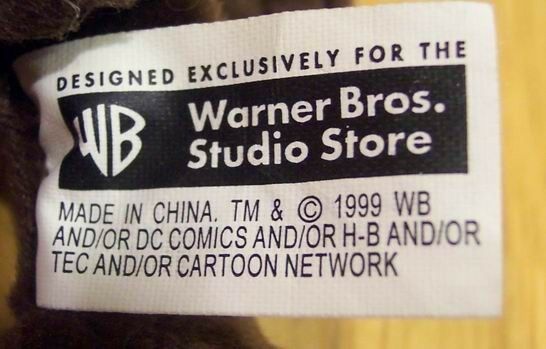 DESIGNED EXCLUSIVELY FOR THE
WB
Warner Bros.
Studio Store
MADE IN CHINA. TM & © 1999 WB
AND/OR DC COMICS AND/OR H-B AND/OR
TEC AND/OR CARTOON NETWORK